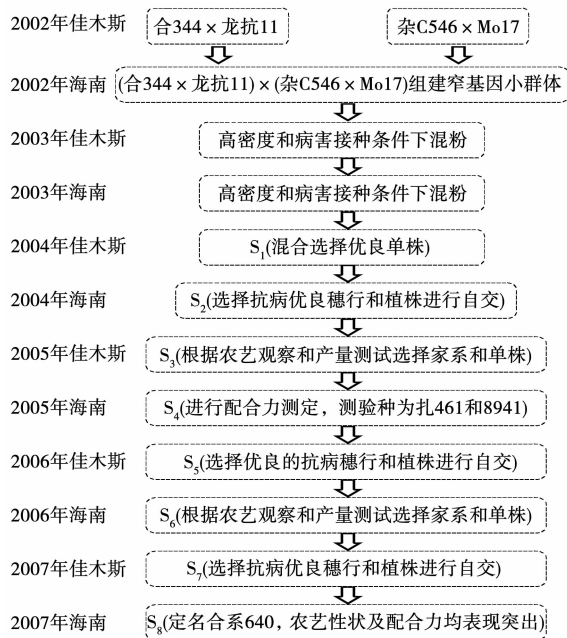 2002年佳木斯 合344×龙抗11 杂C546×Mo17
2002年海南 (合344×龙抗11)×(杂C546×Mo17)组建窄基因小群体
2003年佳木斯 高密度和病害接种条件下混粉
2003年海南 高密度和病害接种条件下混粉
2004年佳木斯 S₁(混合选择优良单株)
2004年海南 S₂(选择抗病优良穗行和植株进行自交)
2005年佳木斯 S₃(根据农艺观察和产量测试选择家系和单株)
2005年海南 S₄(进行配合力测定，测验种为扎461和8941)
2006年佳木斯 S₅(选择优良的抗病穗行和植株进行自交)
2006年海南 S₆(根据农艺观察和产量测试选择家系和单株)
2007年佳木斯 S₇(选择抗病优良穗行和植株进行自交)
2007年海南 S₈(定名合系640，农艺性状及配合力均表现突出)